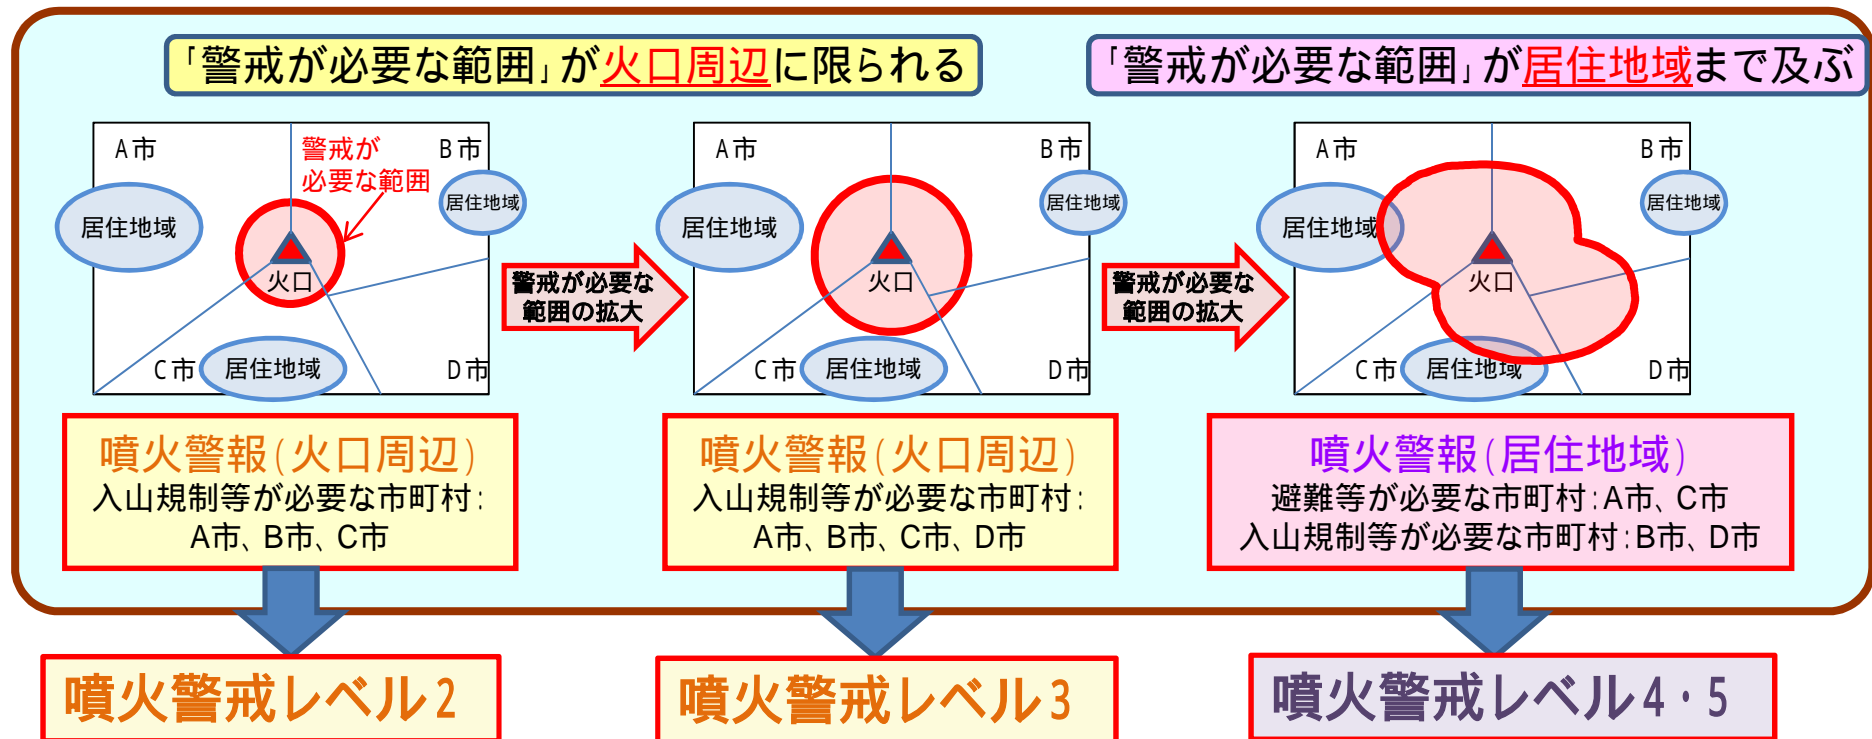 「警戒が必要な範囲」が火口周辺に限られる
「警戒が必要な範囲」が居住地域まで及ぶ
A市
警戒が
必要な範囲
B市
居住地域
居住地域
火口
C市
居住地域
D市
警戒が必要な
範囲の拡大
A市
B市
居住地域
居住地域
火口
C市
居住地域
D市
警戒が必要な
範囲の拡大
A市
B市
居住地域
居住地域
火口
C市
居住地域
D市
噴火警報(火口周辺)
入山規制等が必要な市町村:
A市、B市、C市
噴火警報(火口周辺)
入山規制等が必要な市町村:
A市、B市、C市、D市
噴火警報(居住地域)
避難等が必要な市町村:A市、C市
入山規制等が必要な市町村:B市、D市
噴火警戒レベル2
噴火警戒レベル3
噴火警戒レベル4・5